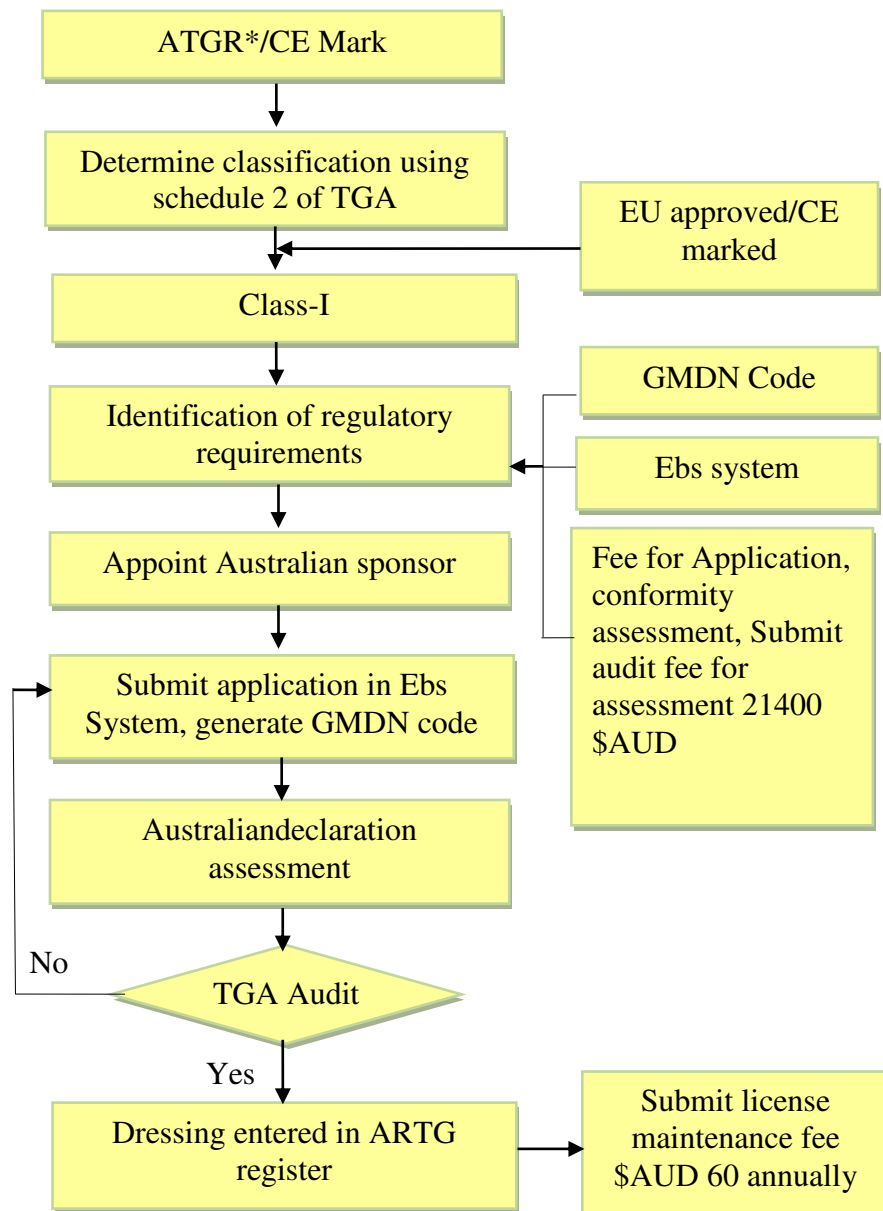 ATGR*/CE Mark
Determine classification using
schedule 2 of TGA
EU approved/CE
marked
Class-I
GMDN Code
Identification of regulatory
requirements
Ebs system
Appoint Australian sponsor
Fee for Application,
conformity
assessment, Submit
audit fee for
assessment 21400
$AUD
Submit application in Ebs
System, generate GMDN code
Australiandeclaration
assessment
No
TGA Audit
Yes
Dressing entered in ARTG
register
Submit license
maintenance fee
$AUD 60 annually